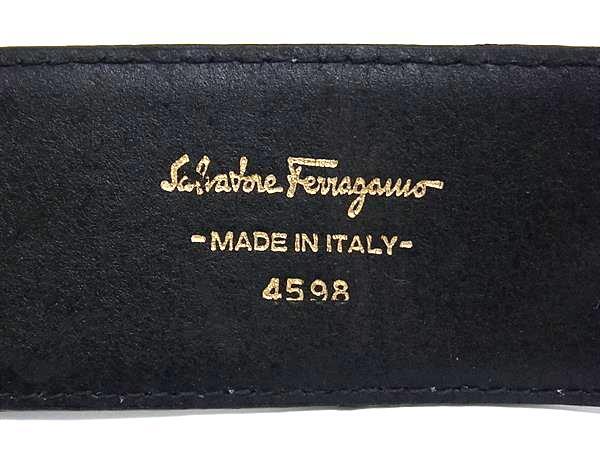 Salvatore Ferragamo
-MADE IN ITALY-
4598